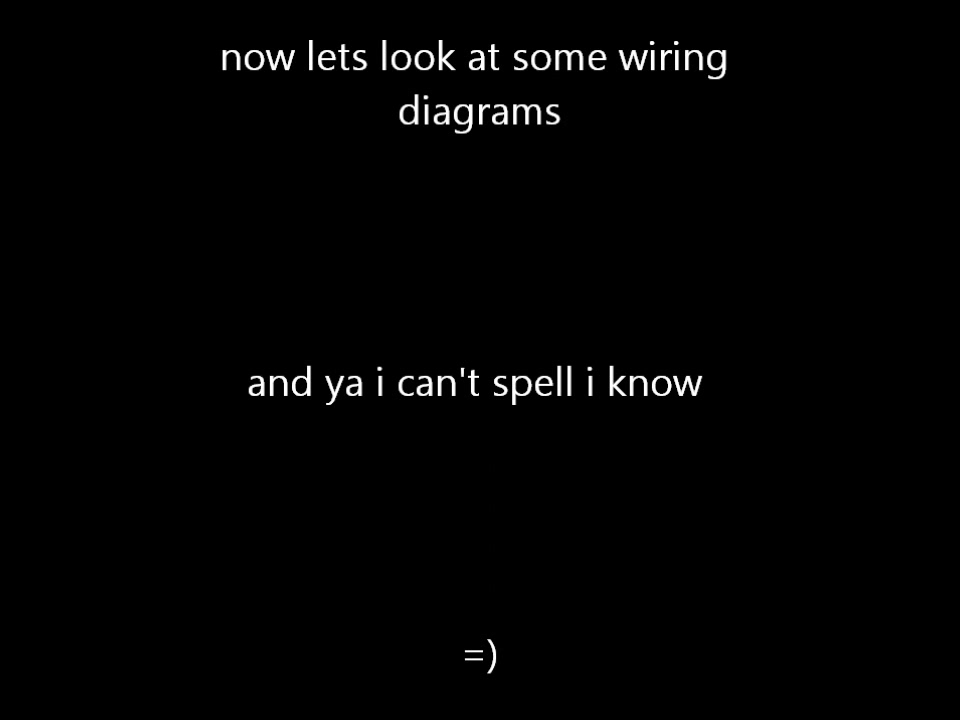 now lets look at some wiring
diagrams
and ya i can't spell i know
=)